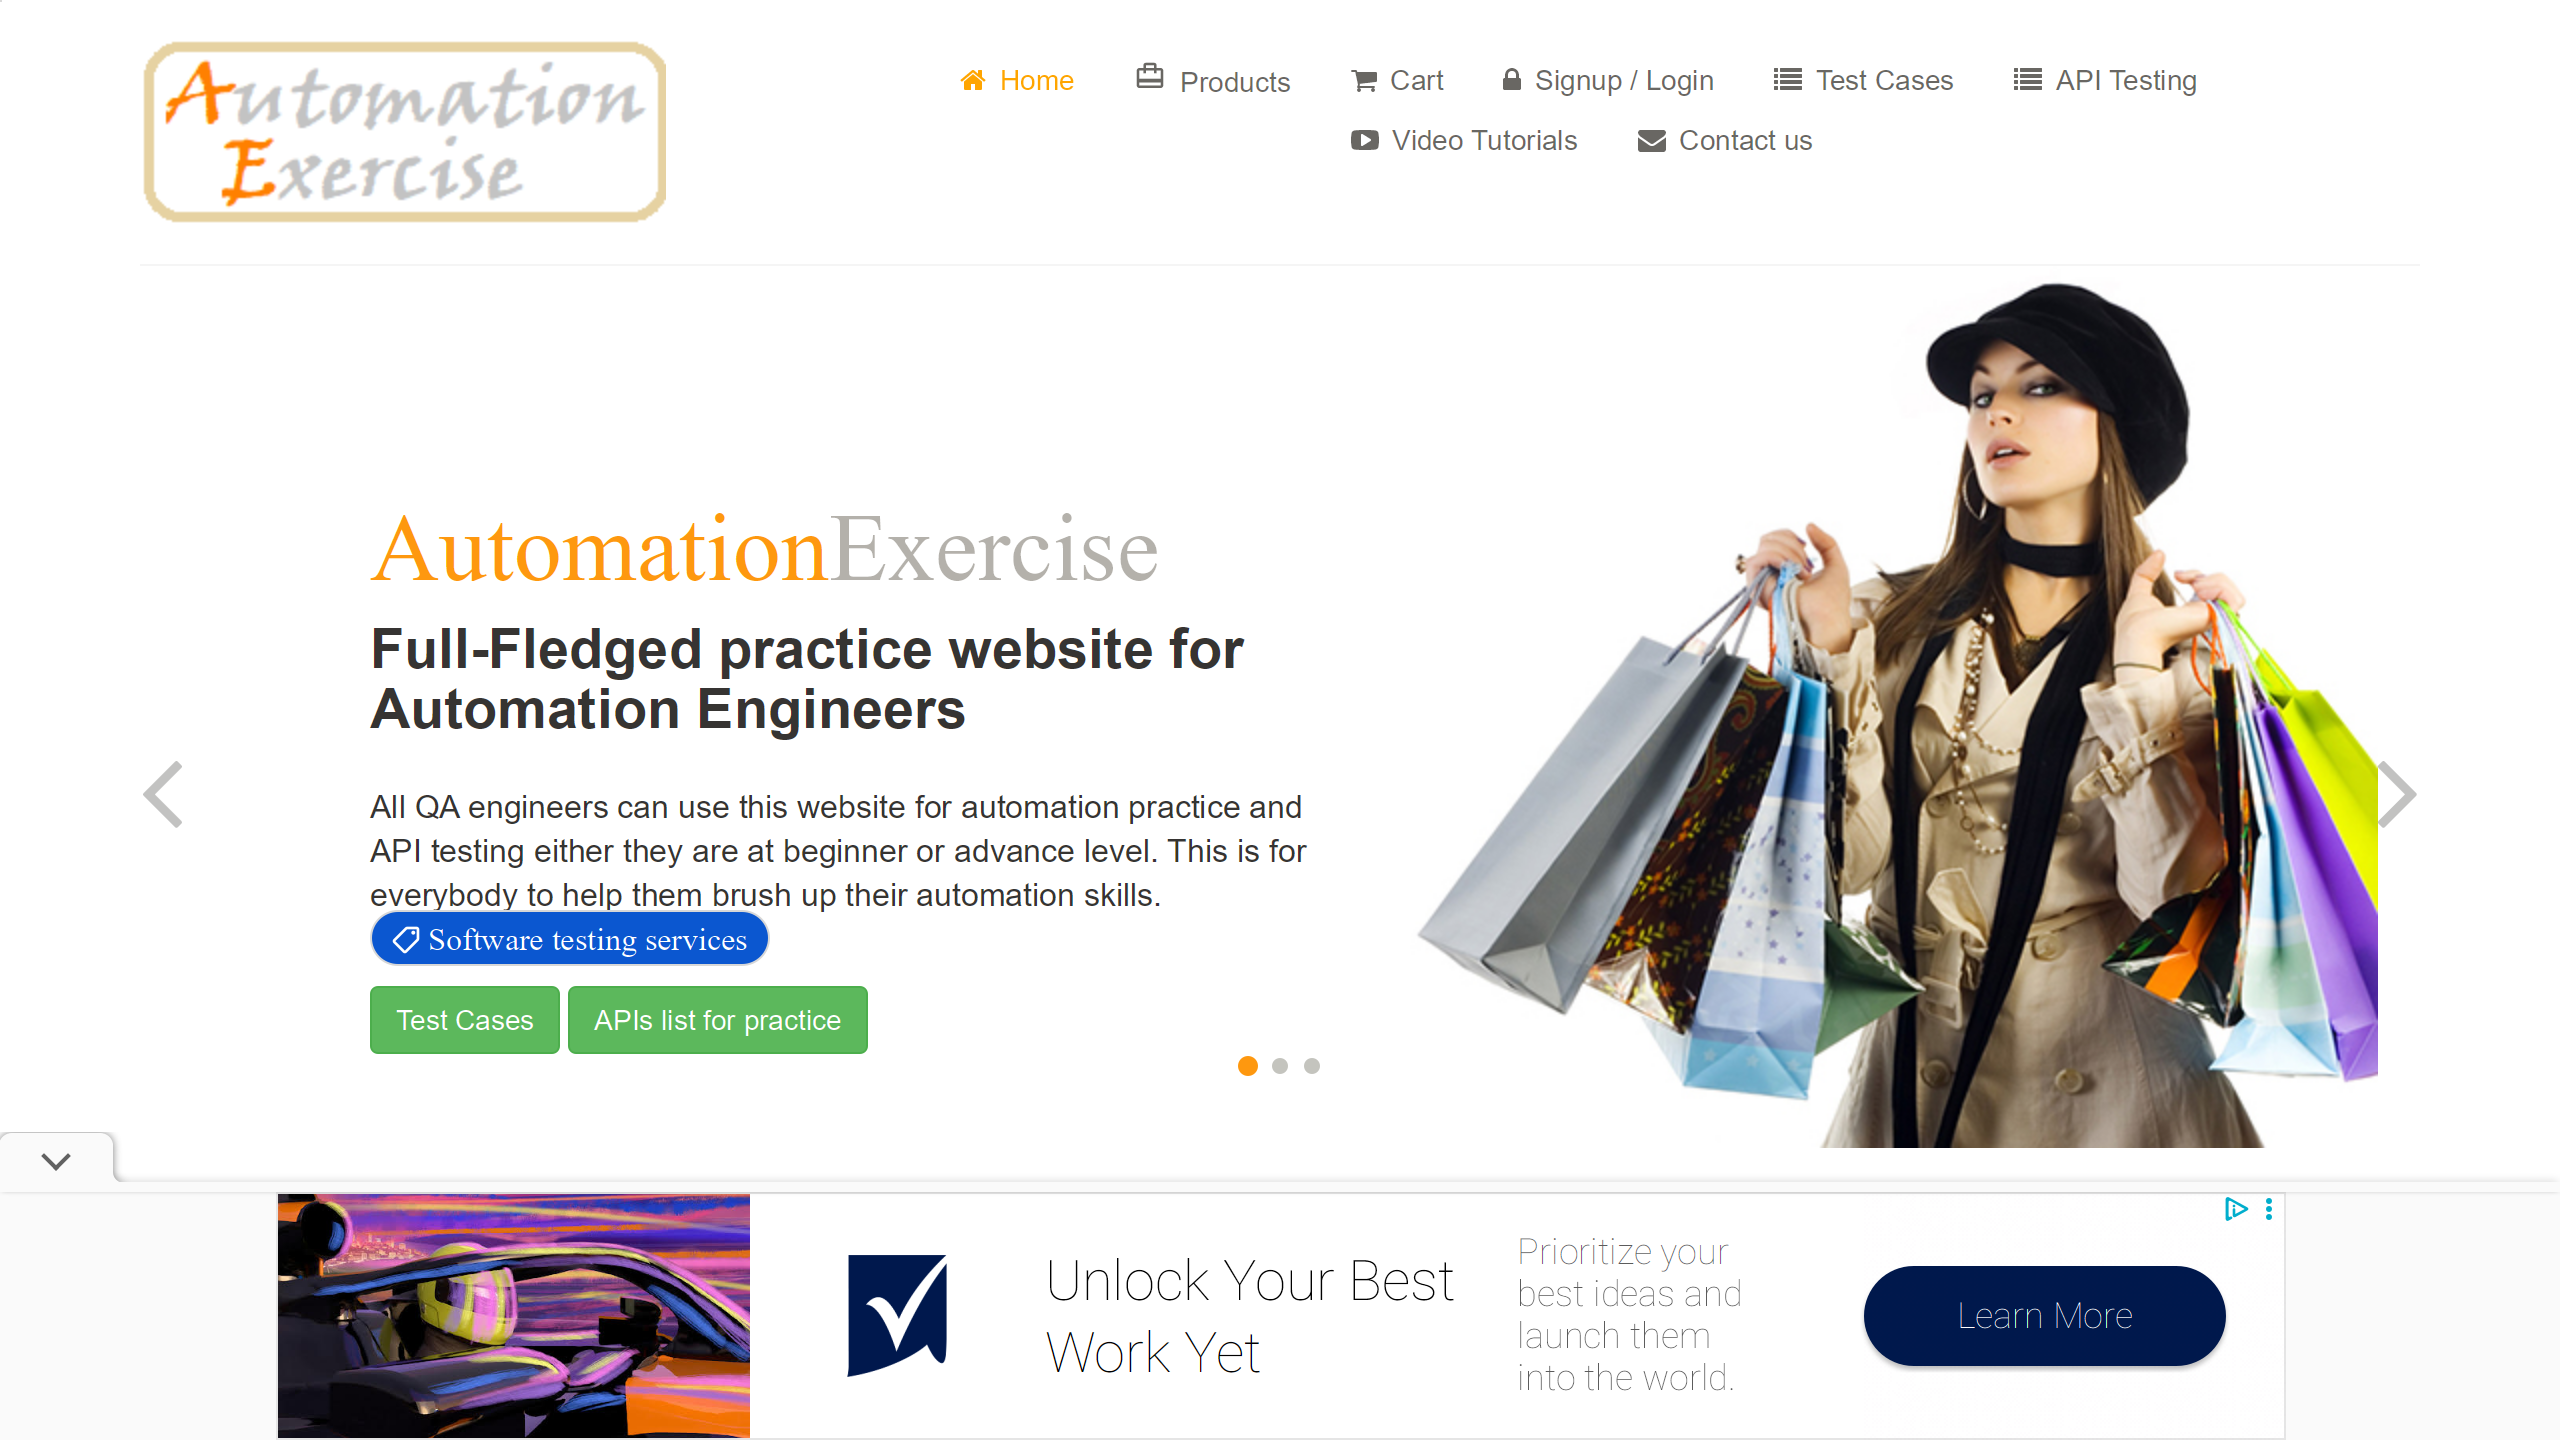 Automation
Exercise
Home
Products
Cart
Signup / Login
Test Cases
API Testing
Video Tutorials
Contact us
AutomationExercise
Full-Fledged practice website for
Automation Engineers
All QA engineers can use this website for automation practice and
API testing either they are at beginner or advance level. This is for
everybody to help them brush up their automation skills.
Software testing services
Test Cases
APIs list for practice
Unlock Your Best
Work Yet
Prioritize your
best ideas and
launch them
into the world.
Learn More